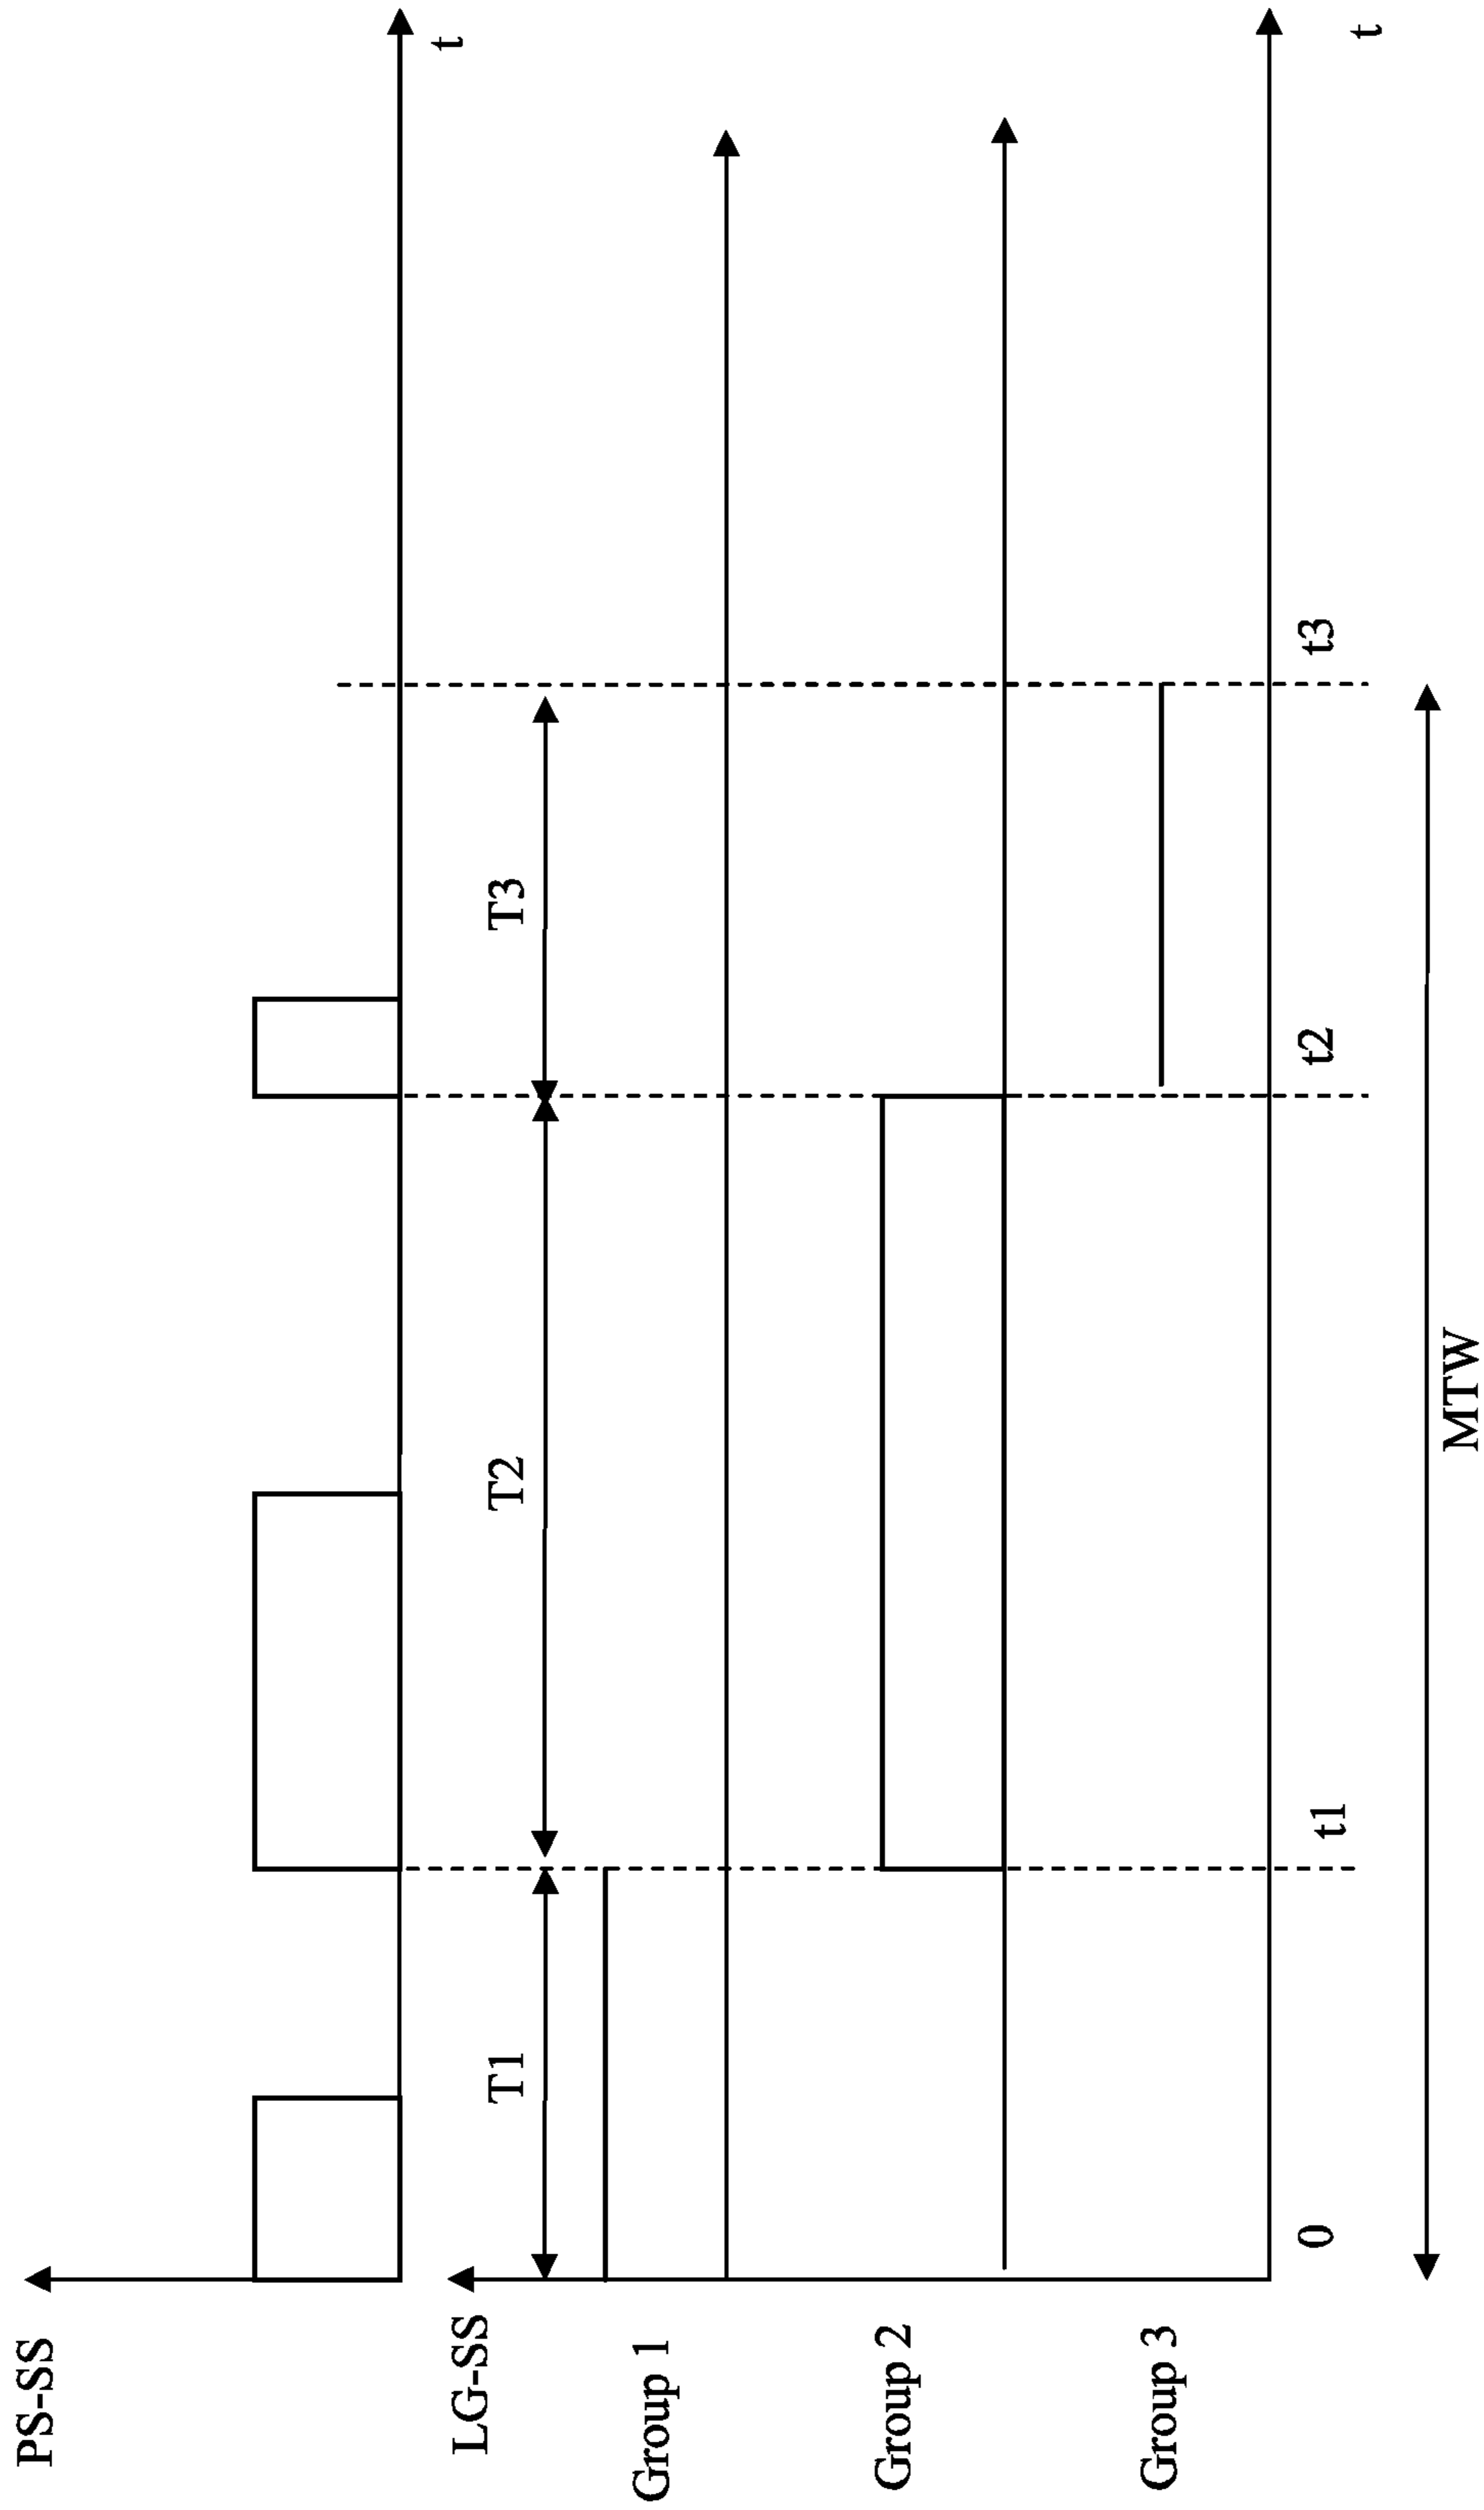 PS-SS
t
LG-SS
T1
T2
T3
Group 1
Group 2
Group 3
0
t1
t2
t3
t
MTW